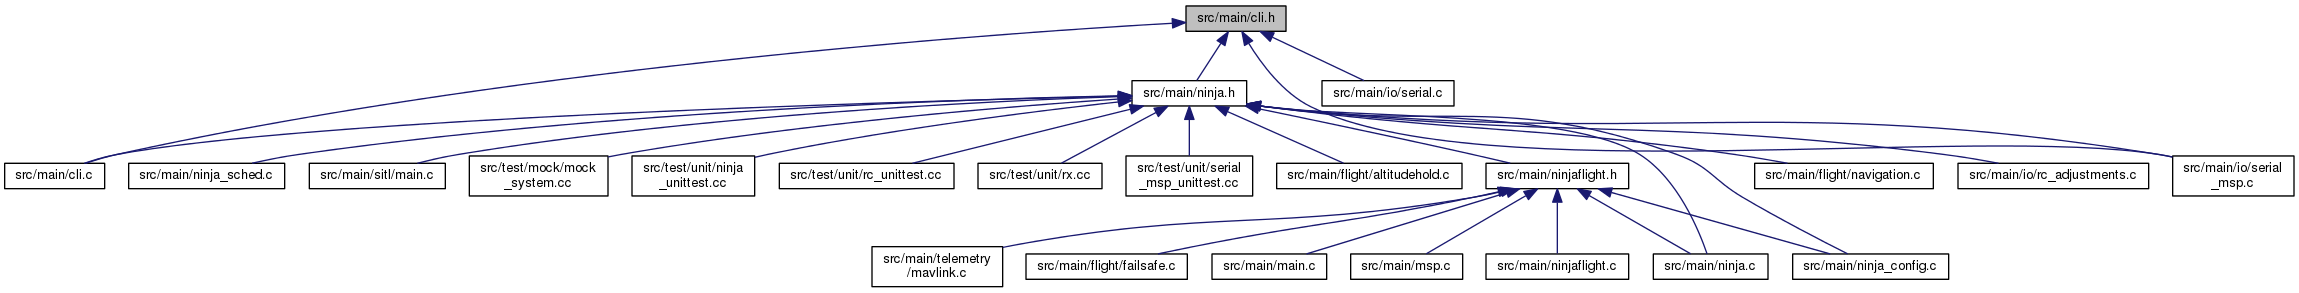 src/main/cli.h
src/main/ninja.h
src/main/io/serial.c
src/main/cli.c
src/main/ninja_sched.c
src/main/sitl/main.c
src/test/mock/mock
_system.cc
src/test/unit/ninja
_unittest.cc
src/test/unit/rc_unittest.cc
src/test/unit/rx.cc
src/test/unit/serial
_msp_unittest.cc
src/main/flight/altitudehold.c
src/main/ninjaflight.h
src/main/flight/navigation.c
src/main/io/rc_adjustments.c
src/main/io/serial
_msp.c
src/main/telemetry
/mavlink.c
src/main/flight/failsafe.c
src/main/main.c
src/main/msp.c
src/main/ninjaflight.c
src/main/ninja.c
src/main/ninja_config.c